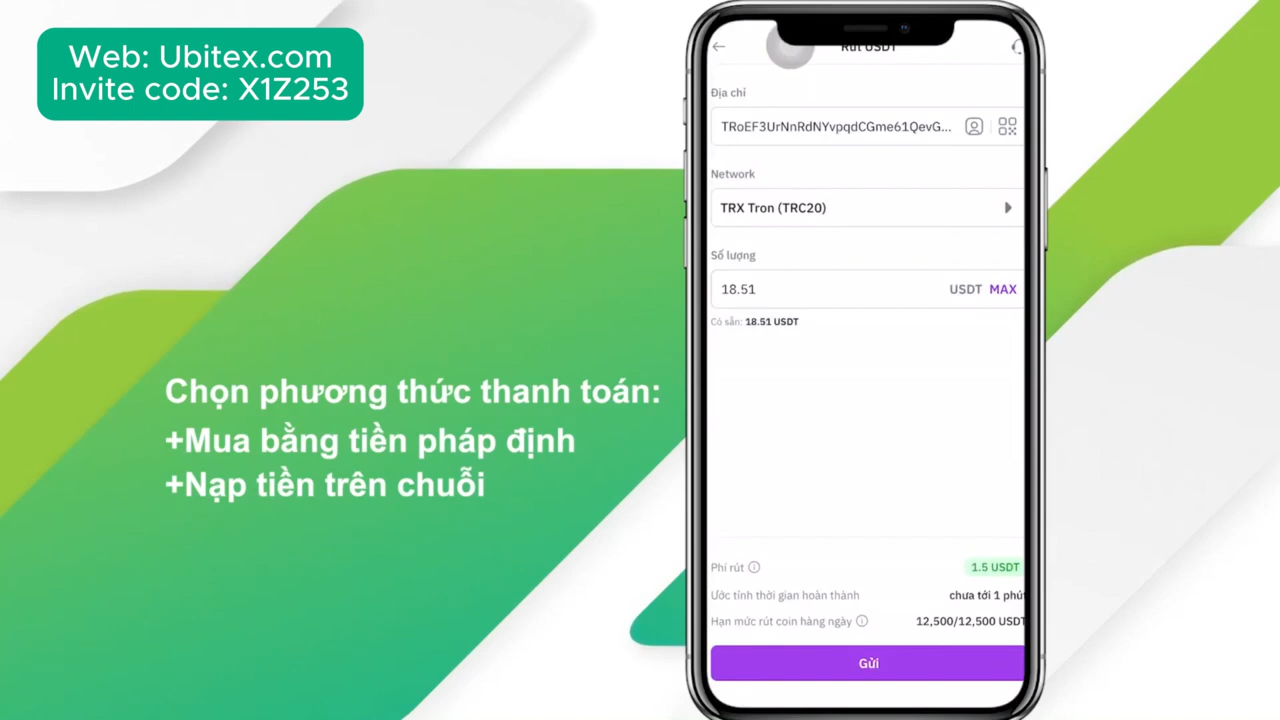 Web: Ubitex.com
Invite code: X1Z253
Rút USDT
Địa chỉ
TRoEF3UrNnRdNYvpqdCGme61QevG...
Network
TRX Tron (TRC20)
Số lượng
18.51 USDT MAX
Có sẵn: 18.51 USDT
Chọn phương thức thanh toán:
+Mua bằng tiền pháp định
+Nạp tiền trên chuỗi
Phí rút 1.5 USDT
Ước tính thời gian hoàn thành chưa tới 1 phút
Hạn mức rút coin hàng ngày 12,500/12,500 USDT
Gửi